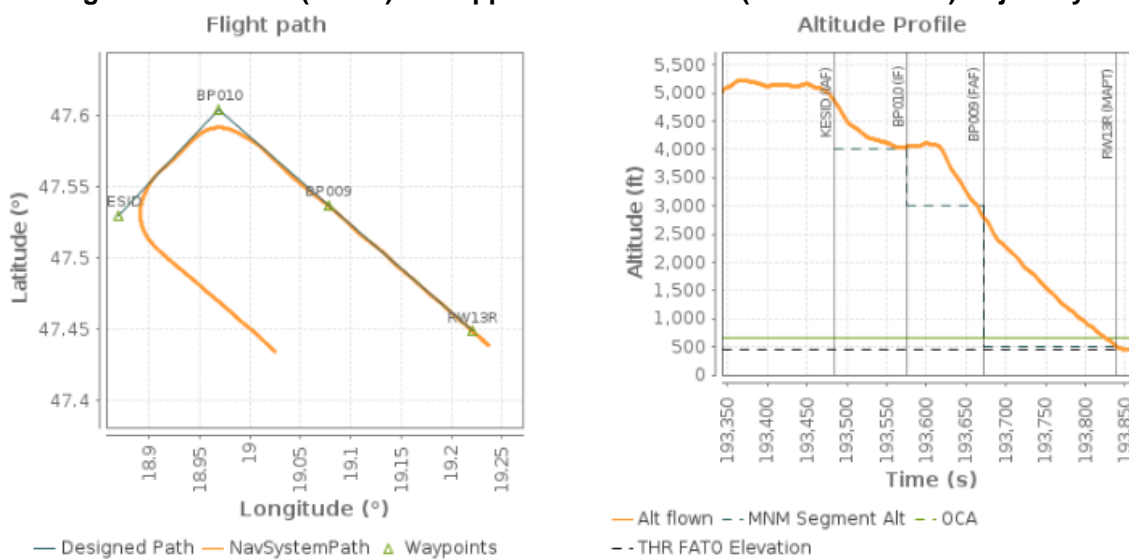 Flight path
BP010
47.6
47.55
ESID
BP009
47.5
47.45
RW13R
47.4
Latitude (°)
18.9
18.95
19
19.05
19.1
19.15
19.2
19.25
Longitude (°)
Designed Path
NavSystemPath
Waypoints
Altitude Profile
5,500
5,000
4,500
4,000
3,500
3,000
2,500
2,000
1,500
1,000
500
0
Altitude (ft)
KESID (IAF)
BP010 (IF)
BP009 (FAF)
RW13R (MAPT)
193,350
193,400
193,450
193,500
193,550
193,600
193,650
193,700
193,750
193,800
193,850
Time (s)
Alt flown
MNM Segment Alt
OCA
THR FATO Elevation